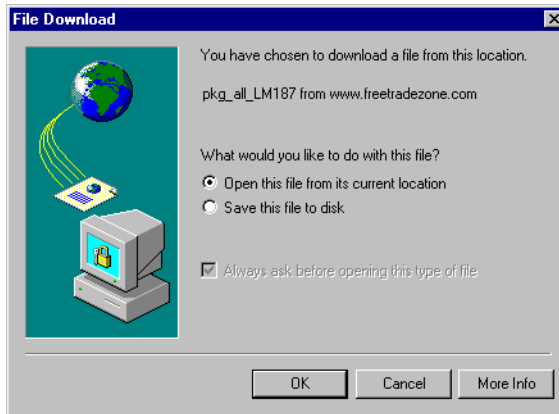 File Download
You have chosen to download a file from this location.
pkg_all_LM187 from www.freetradezone.com
What would you like to do with this file?
Open this file from its current location
Save this file to disk
Always ask before opening this type of file
OK
Cancel
More Info